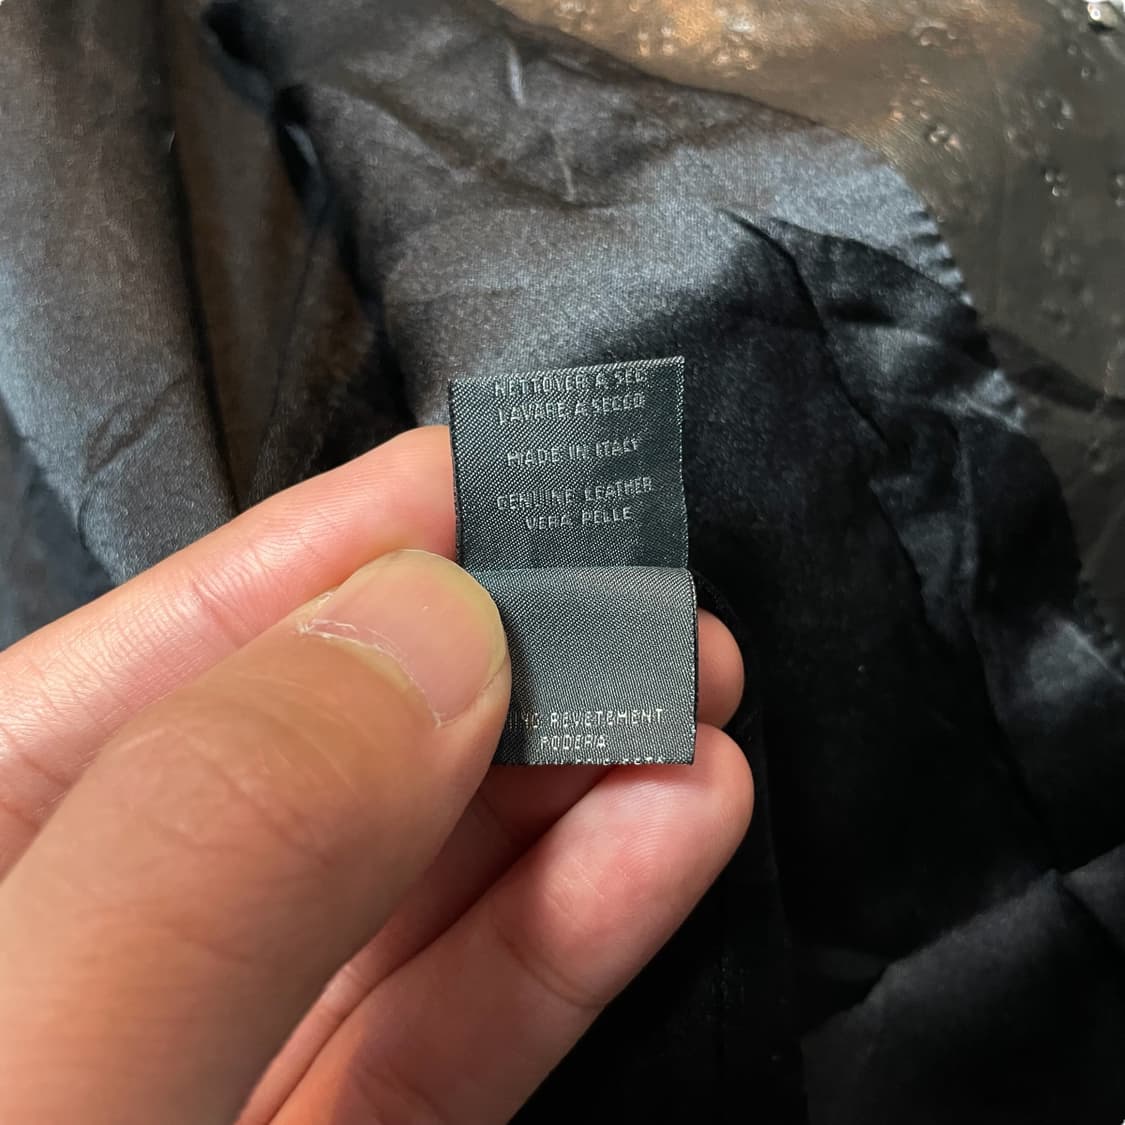 NETTOYER A SEC
LAVARE A SECCO
MADE IN ITALY
GENUINE LEATHER
VERA PELLE
REVETEMENT
FODERA